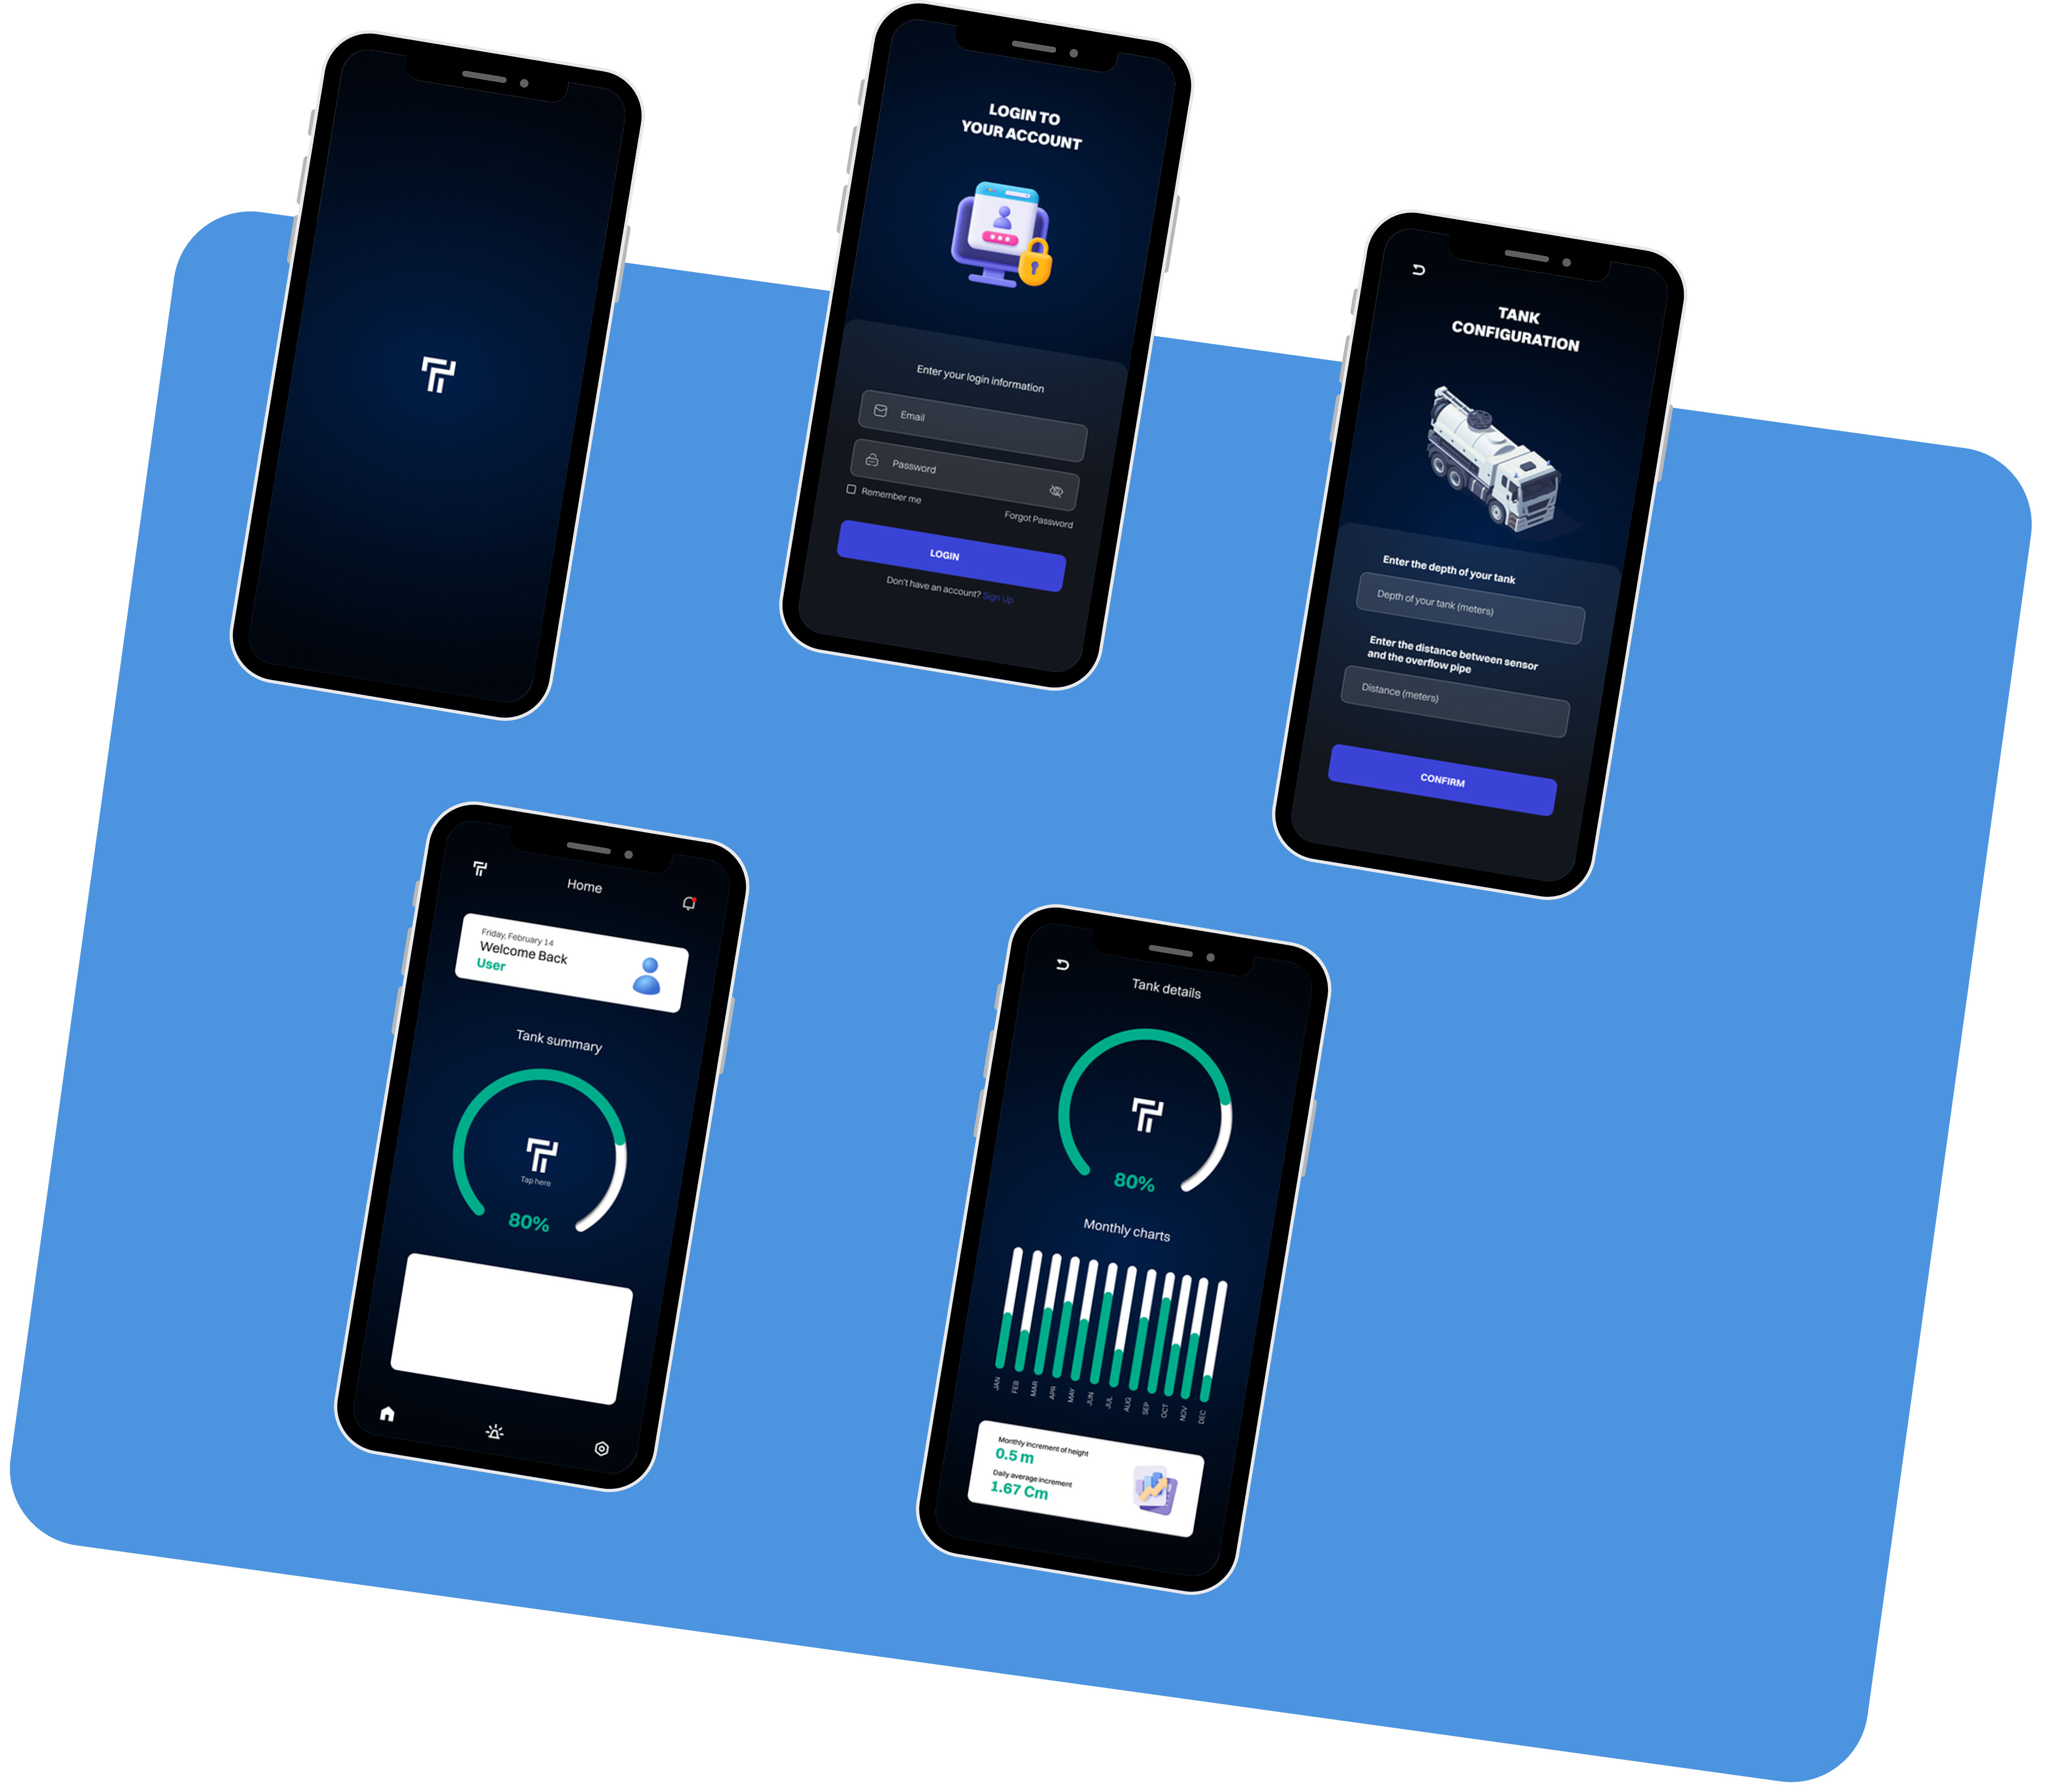 LOGIN TO
YOUR ACCOUNT
Enter your login information
Email
Password
Remember me
Forgot Password
LOGIN
Don't have an account? Sign Up
TANK
CONFIGURATION
Enter the depth of your tank
Depth of your tank (meters)
Enter the distance between sensor
and the overflow pipe
Distance (meters)
CONFIRM
Home
Friday, February 14
Welcome Back
User
Tank summary
Tap here
80%
Tank details
80%
Monthly charts
JAN FEB MAR APR MAY JUN JUL AUG SEP OCT NOV DEC
Monthly increment of height
0.5 m
Daily average increment
1.67 Cm